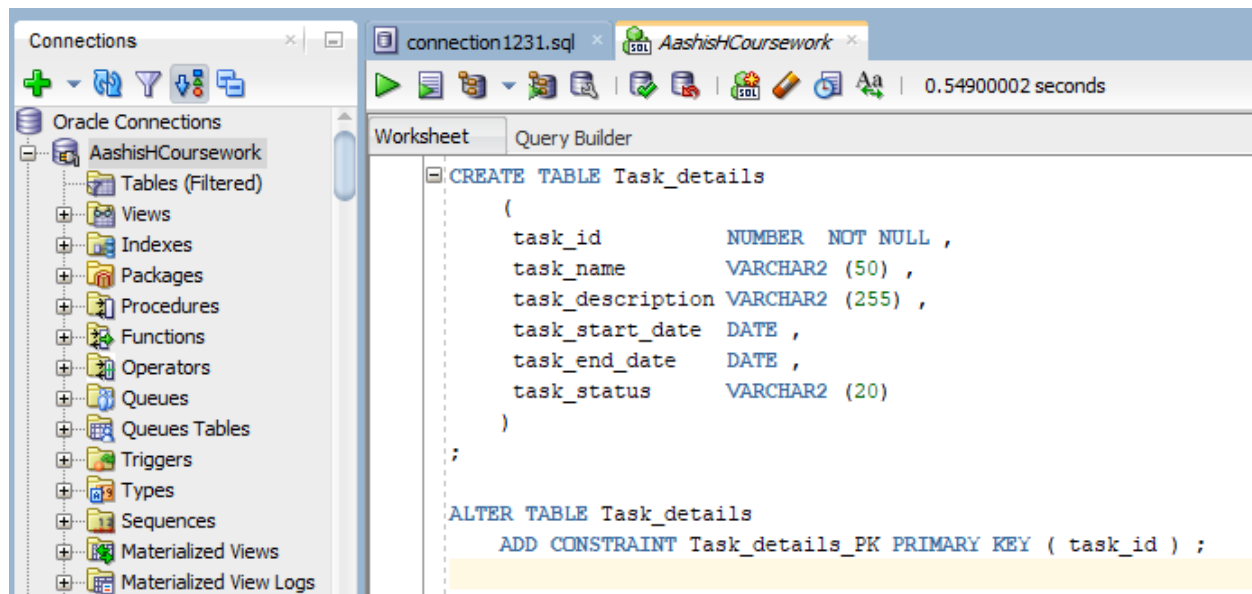 Connections
connection1231.sql
AashisHCoursework
0.54900002 seconds
Oracle Connections
AashisHCoursework
Tables (Filtered)
Views
Indexes
Packages
Procedures
Functions
Operators
Queues
Queues Tables
Triggers
Types
Sequences
Materialized Views
Materialized View Logs
Worksheet
Query Builder
CREATE TABLE Task_details
(
task_id NUMBER NOT NULL ,
task_name VARCHAR2 (50) ,
task_description VARCHAR2 (255) ,
task_start_date DATE ,
task_end_date DATE ,
task_status VARCHAR2 (20)
)
;
ALTER TABLE Task_details
ADD CONSTRAINT Task_details_PK PRIMARY KEY ( task_id ) ;